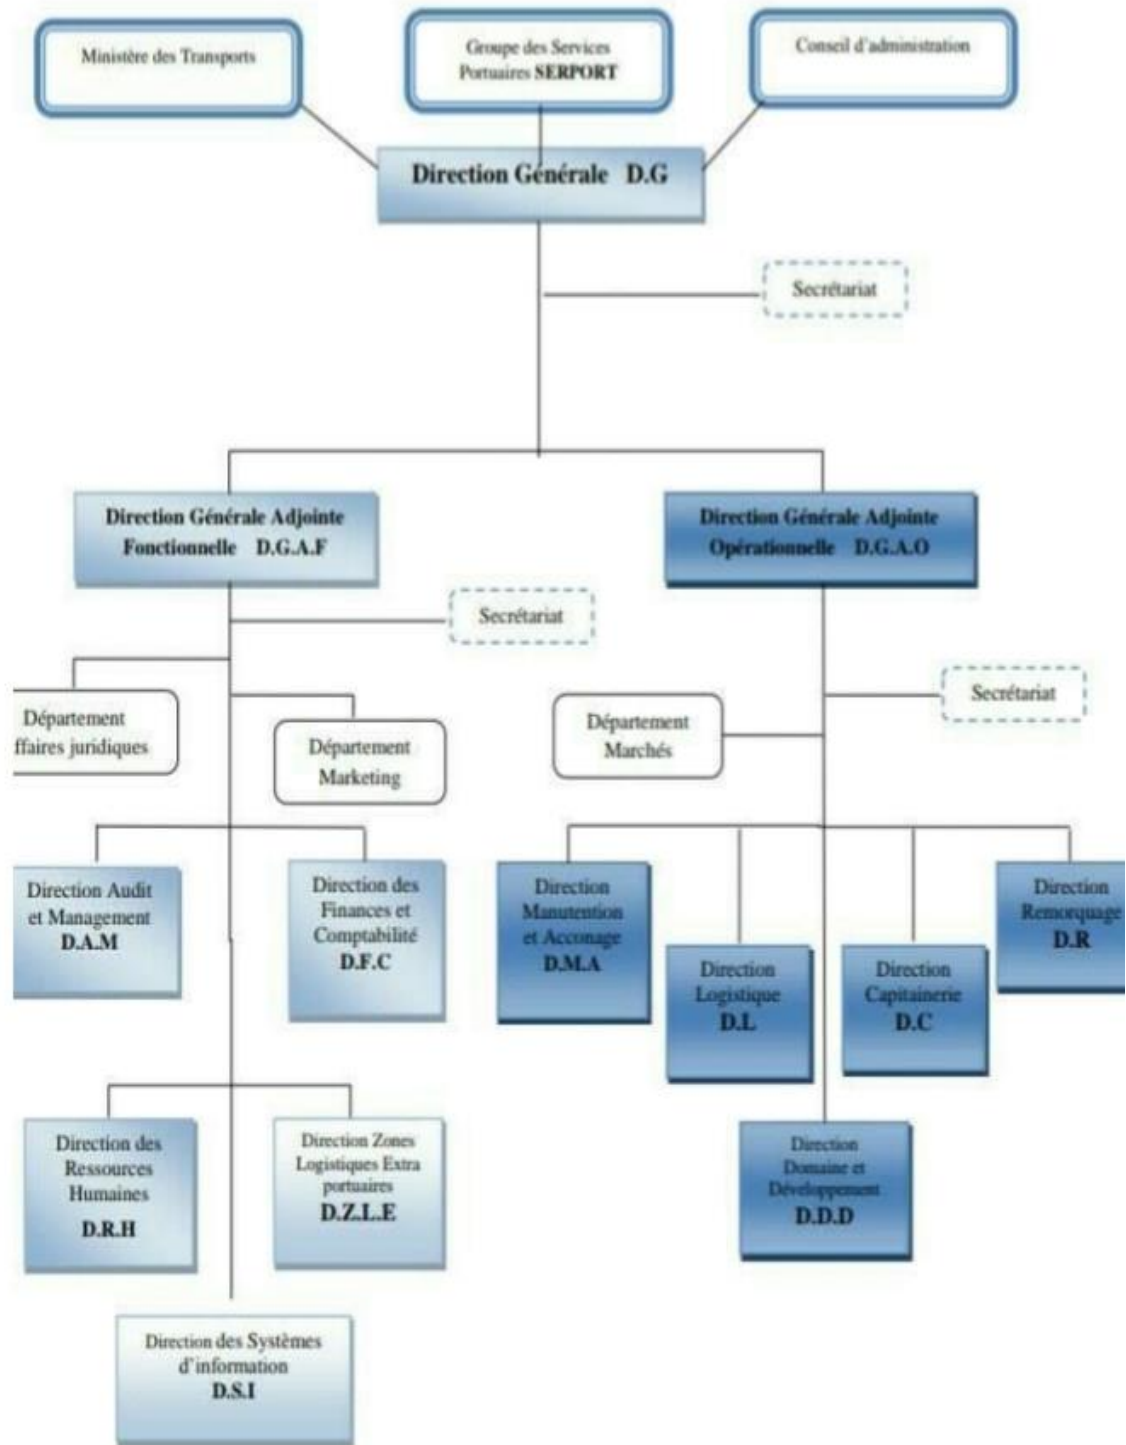 Ministère des Transports
Groupe des Services
Portuaires SERPORT
Conseil d'administration
Direction Générale D.G
Secrétariat
Direction Générale Adjointe
Fonctionnelle D.G.A.F
Direction Générale Adjointe
Opérationnelle D.G.A.O
Secrétariat
Secrétariat
Département
ffaires juridiques
Département
Marketing
Département
Marchés
Direction Audit
et Management
D.A.M
Direction des
Finances et
Comptabilité
D.F.C
Direction
Manutention
et Acconage
D.M.A
Direction
Logistique
D.L
Direction
Capitainerie
D.C
Direction
Remorquage
D.R
Direction des
Ressources
Humaines
D.R.H
Direction Zones
Logistiques Extra
portuaires
D.Z.L.E
Direction
Domaine et
Développement
D.D.D
Direction des Systèmes
d'information
D.S.I